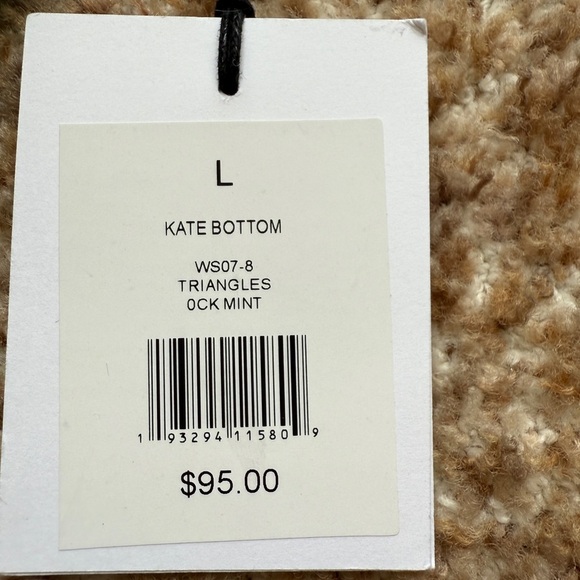 L
KATE BOTTOM
WS07-8
TRIANGLES
0CK MINT
1 93294 11580 9
$95.00